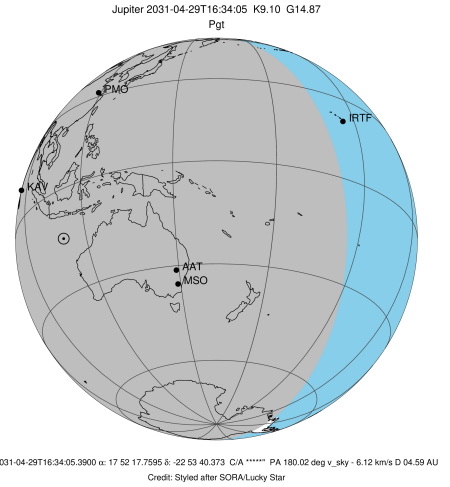 Jupiter 2031-04-29T16:34:05 K9.10 G14.87
Pgt
PMO
IRTF
KAV
AAT
MSO
031-04-29T16:34:05.3900 α: 17 52 17.7595 δ: -22 53 40.373 C/A *****" PA 180.02 deg v_sky - 6.12 km/s D 04.59 AU
Credit: Styled after SORA/Lucky Star